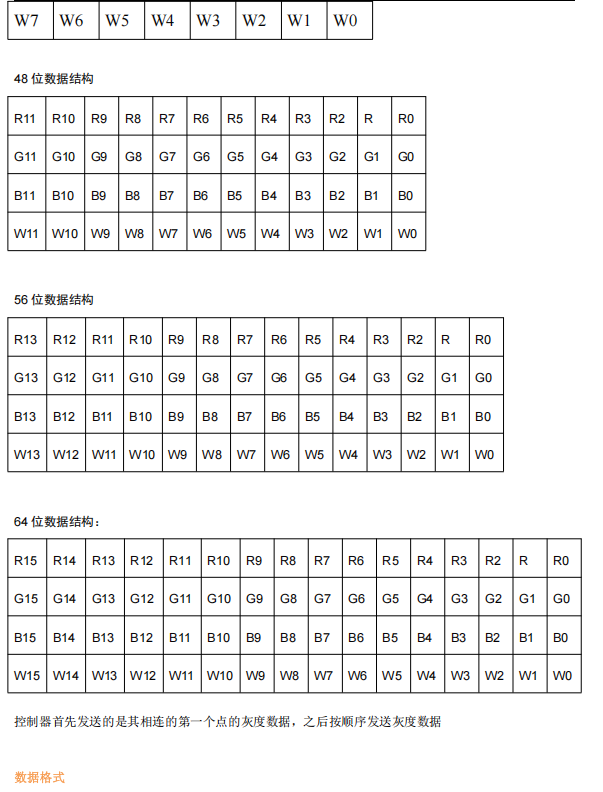 W7 W6 W5 W4 W3 W2 W1 W0
48 位数据结构
R11 R10 R9 R8 R7 R6 R5 R4 R3 R2 R R0
G11 G10 G9 G8 G7 G6 G5 G4 G3 G2 G1 G0
B11 B10 B9 B8 B7 B6 B5 B4 B3 B2 B1 B0
W11 W10 W9 W8 W7 W6 W5 W4 W3 W2 W1 W0
56 位数据结构
R13 R12 R11 R10 R9 R8 R7 R6 R5 R4 R3 R2 R R0
G13 G12 G11 G10 G9 G8 G7 G6 G5 G4 G3 G2 G1 G0
B13 B12 B11 B10 B9 B8 B7 B6 B5 B4 B3 B2 B1 B0
W13 W12 W11 W10 W9 W8 W7 W6 W5 W4 W3 W2 W1 W0
64 位数据结构：
R15 R14 R13 R12 R11 R10 R9 R8 R7 R6 R5 R4 R3 R2 R R0
G15 G14 G13 G12 G11 G10 G9 G8 G7 G6 G5 G4 G3 G2 G1 G0
B15 B14 B13 B12 B11 B10 B9 B8 B7 B6 B5 B4 B3 B2 B1 B0
W15 W14 W13 W12 W11 W10 W9 W8 W7 W6 W5 W4 W3 W2 W1 W0
控制器首先发送的是其相连的第一个点的灰度数据，之后按顺序发送灰度数据
数据格式